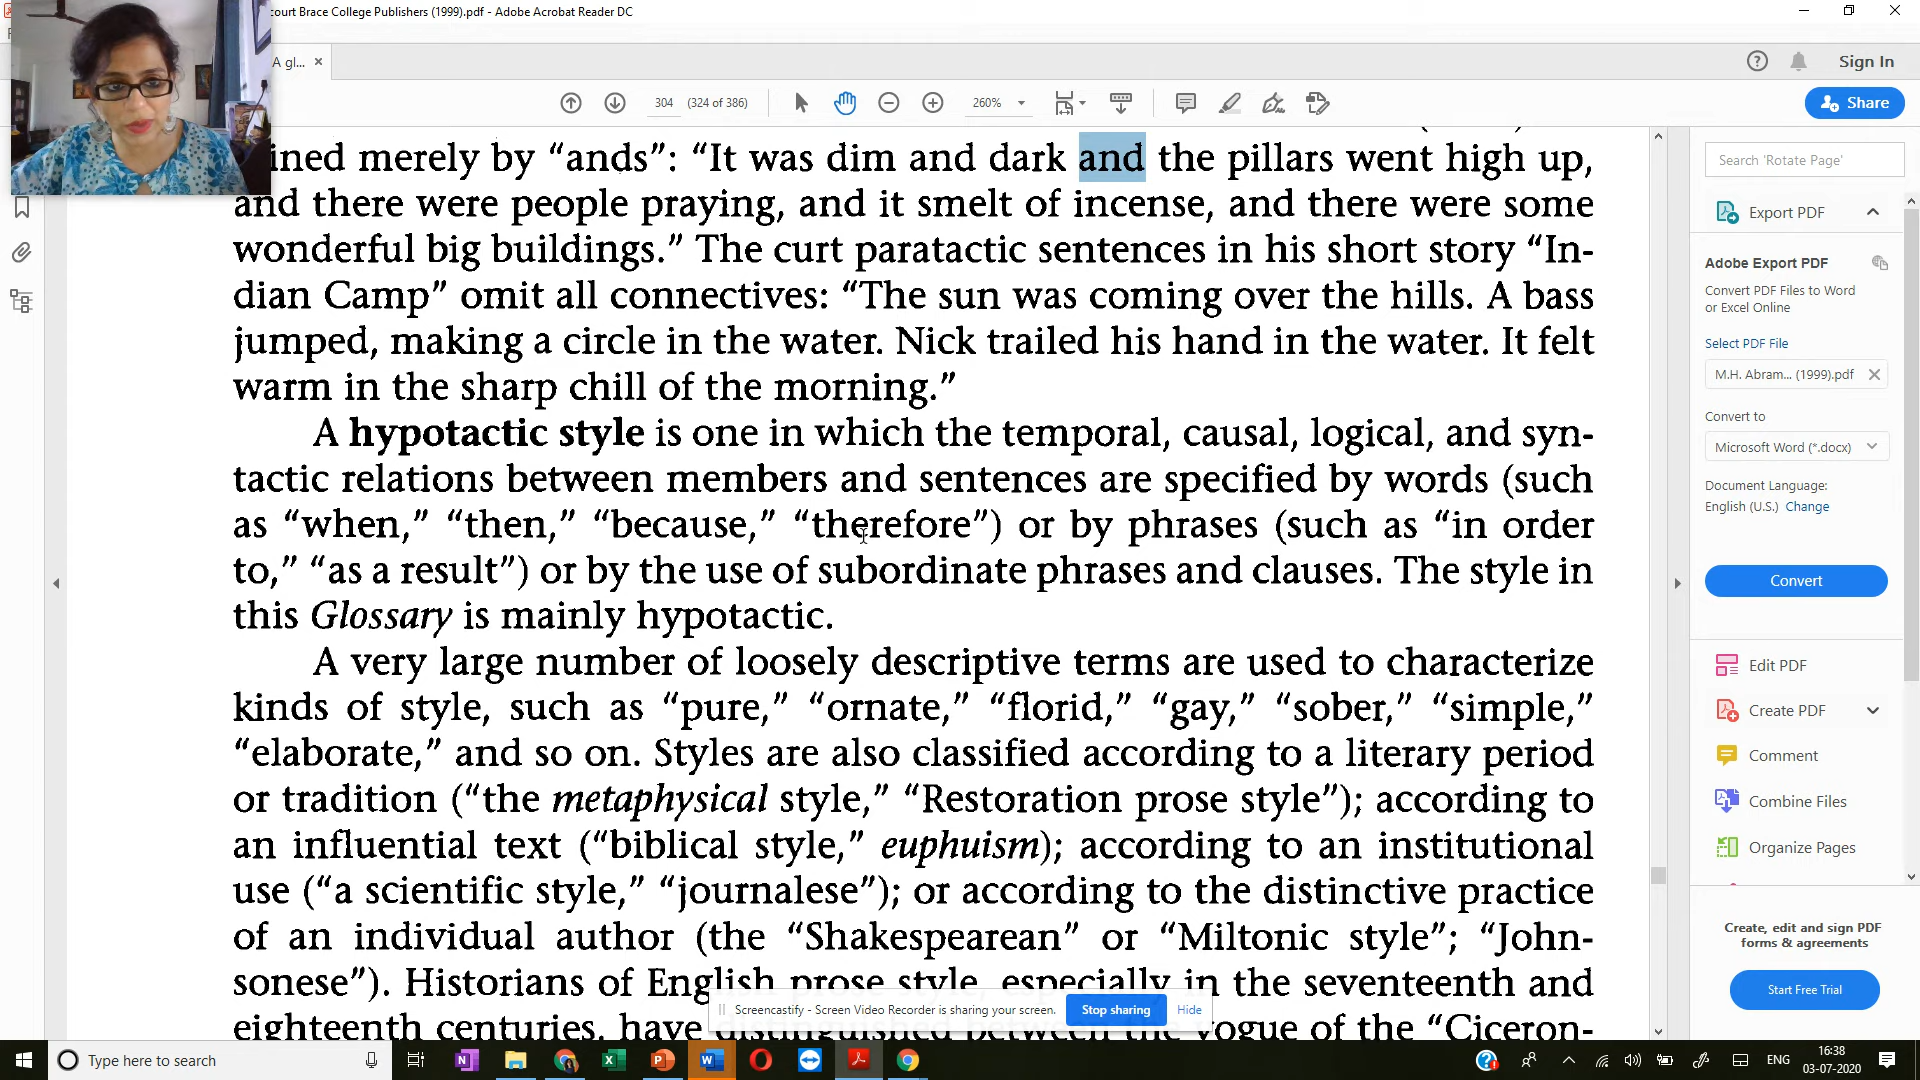 court Brace College Publishers (1999).pdf - Adobe Acrobat Reader DC
A gl...
Sign In
304 (324 of 386)
260%
Share
ined merely by “ands”: “It was dim and dark and the pillars went high up,
and there were people praying, and it smelt of incense, and there were some
wonderful big buildings.” The curt paratactic sentences in his short story “In-
dian Camp” omit all connectives: “The sun was coming over the hills. A bass
jumped, making a circle in the water. Nick trailed his hand in the water. It felt
warm in the sharp chill of the morning.”
A hypotactic style is one in which the temporal, causal, logical, and syn-
tactic relations between members and sentences are specified by words (such
as “when,” “then,” “because,” “therefore”) or by phrases (such as “in order
to,” “as a result”) or by the use of subordinate phrases and clauses. The style in
this Glossary is mainly hypotactic.
A very large number of loosely descriptive terms are used to characterize
kinds of style, such as “pure,” “ornate,” “florid,” “gay,” “sober,” “simple,”
“elaborate,” and so on. Styles are also classified according to a literary period
or tradition (“the metaphysical style,” “Restoration prose style”); according to
an influential text (“biblical style,” euphuism); according to an institutional
use (“a scientific style,” “journalese”); or according to the distinctive practice
of an individual author (the “Shakespearean” or “Miltonic style”; “John-
sonese”). Historians of English prose style, especially in the seventeenth and
eighteenth centuries, have distinguished between the vogue of the “Ciceron-
Search 'Rotate Page'
Export PDF
Adobe Export PDF
Convert PDF Files to Word
or Excel Online
Select PDF File
M.H. Abram... (1999).pdf
Convert to
Microsoft Word (*.docx)
Document Language:
English (U.S.) Change
Convert
Edit PDF
Create PDF
Comment
Combine Files
Organize Pages
Create, edit and sign PDF
forms & agreements
Start Free Trial
Screencastify - Screen Video Recorder is sharing your screen.
Stop sharing
Hide
Type here to search
ENG
16:38
03-07-2020